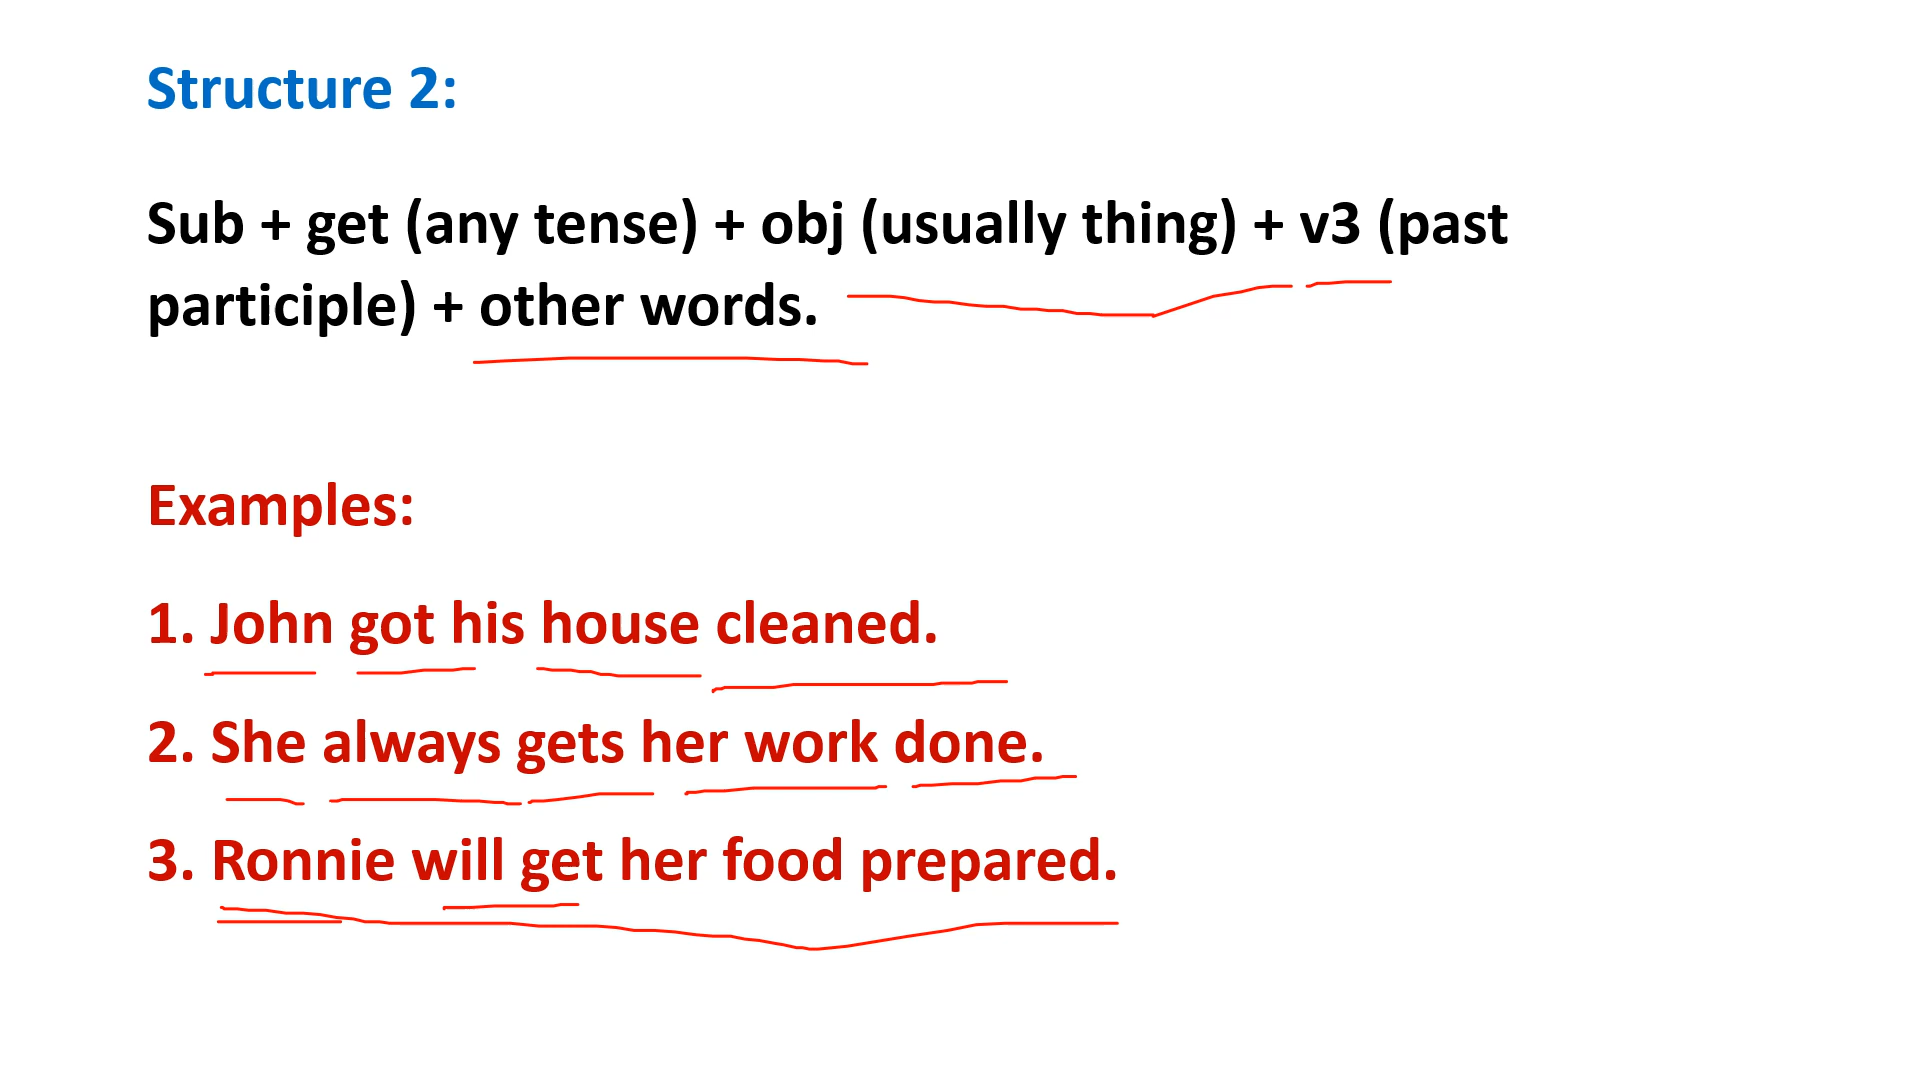 Structure 2:
Sub + get (any tense) + obj (usually thing) + v3 (past
participle) + other words.
Examples:
1. John got his house cleaned.
2. She always gets her work done.
3. Ronnie will get her food prepared.